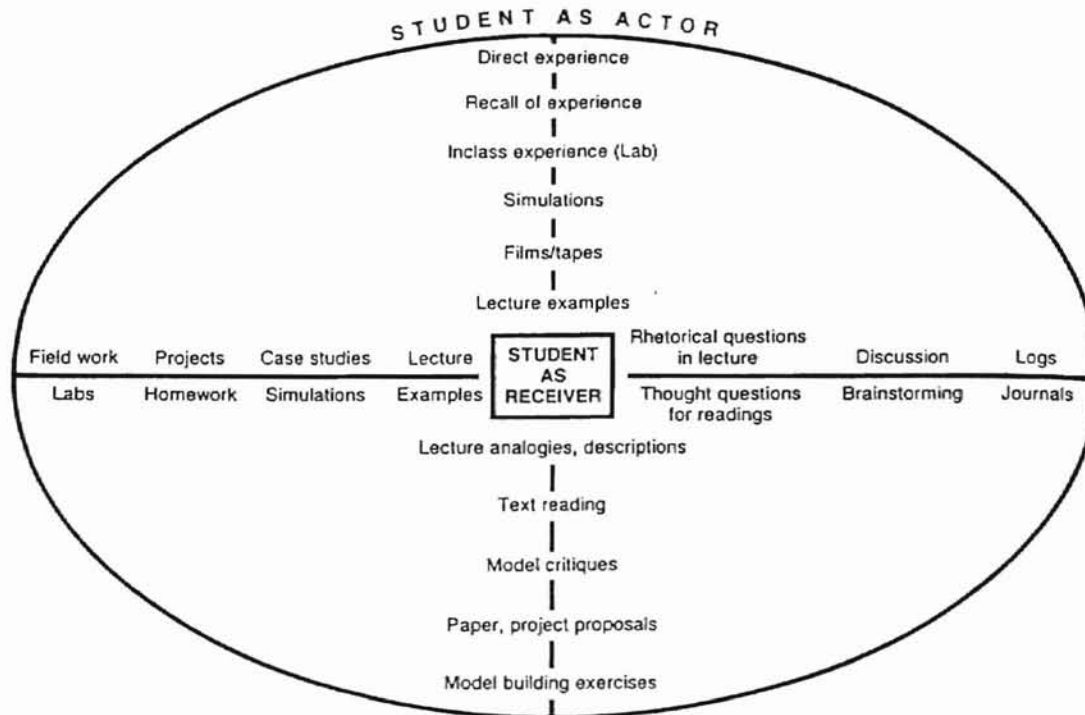 STUDENT AS ACTOR
Direct experience
Recall of experience
Inclass experience (Lab)
Simulations
Films/tapes
Lecture examples
Field work Projects Case studies Lecture
Labs Homework Simulations Examples
STUDENT
AS
RECEIVER
Rhetorical questions
in lecture
Discussion Logs
Thought questions
for readings
Brainstorming Journals
Lecture analogies, descriptions
Text reading
Model critiques
Paper, project proposals
Model building exercises